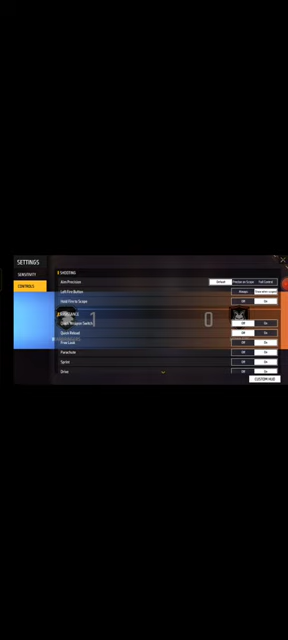 SETTINGS
SENSITIVITY
CONTROLS
SHOOTING
Aim Precision Default Precise on Scope Full Control
Left Fire Button Always
Hold Fire to Scope Off On
1 0
Quick Weapon Switch Off On
Quick Reload Off On
Free Look Off On
Parachute Off On
Sprint Off On
Drive Off On
CUSTOM HUD